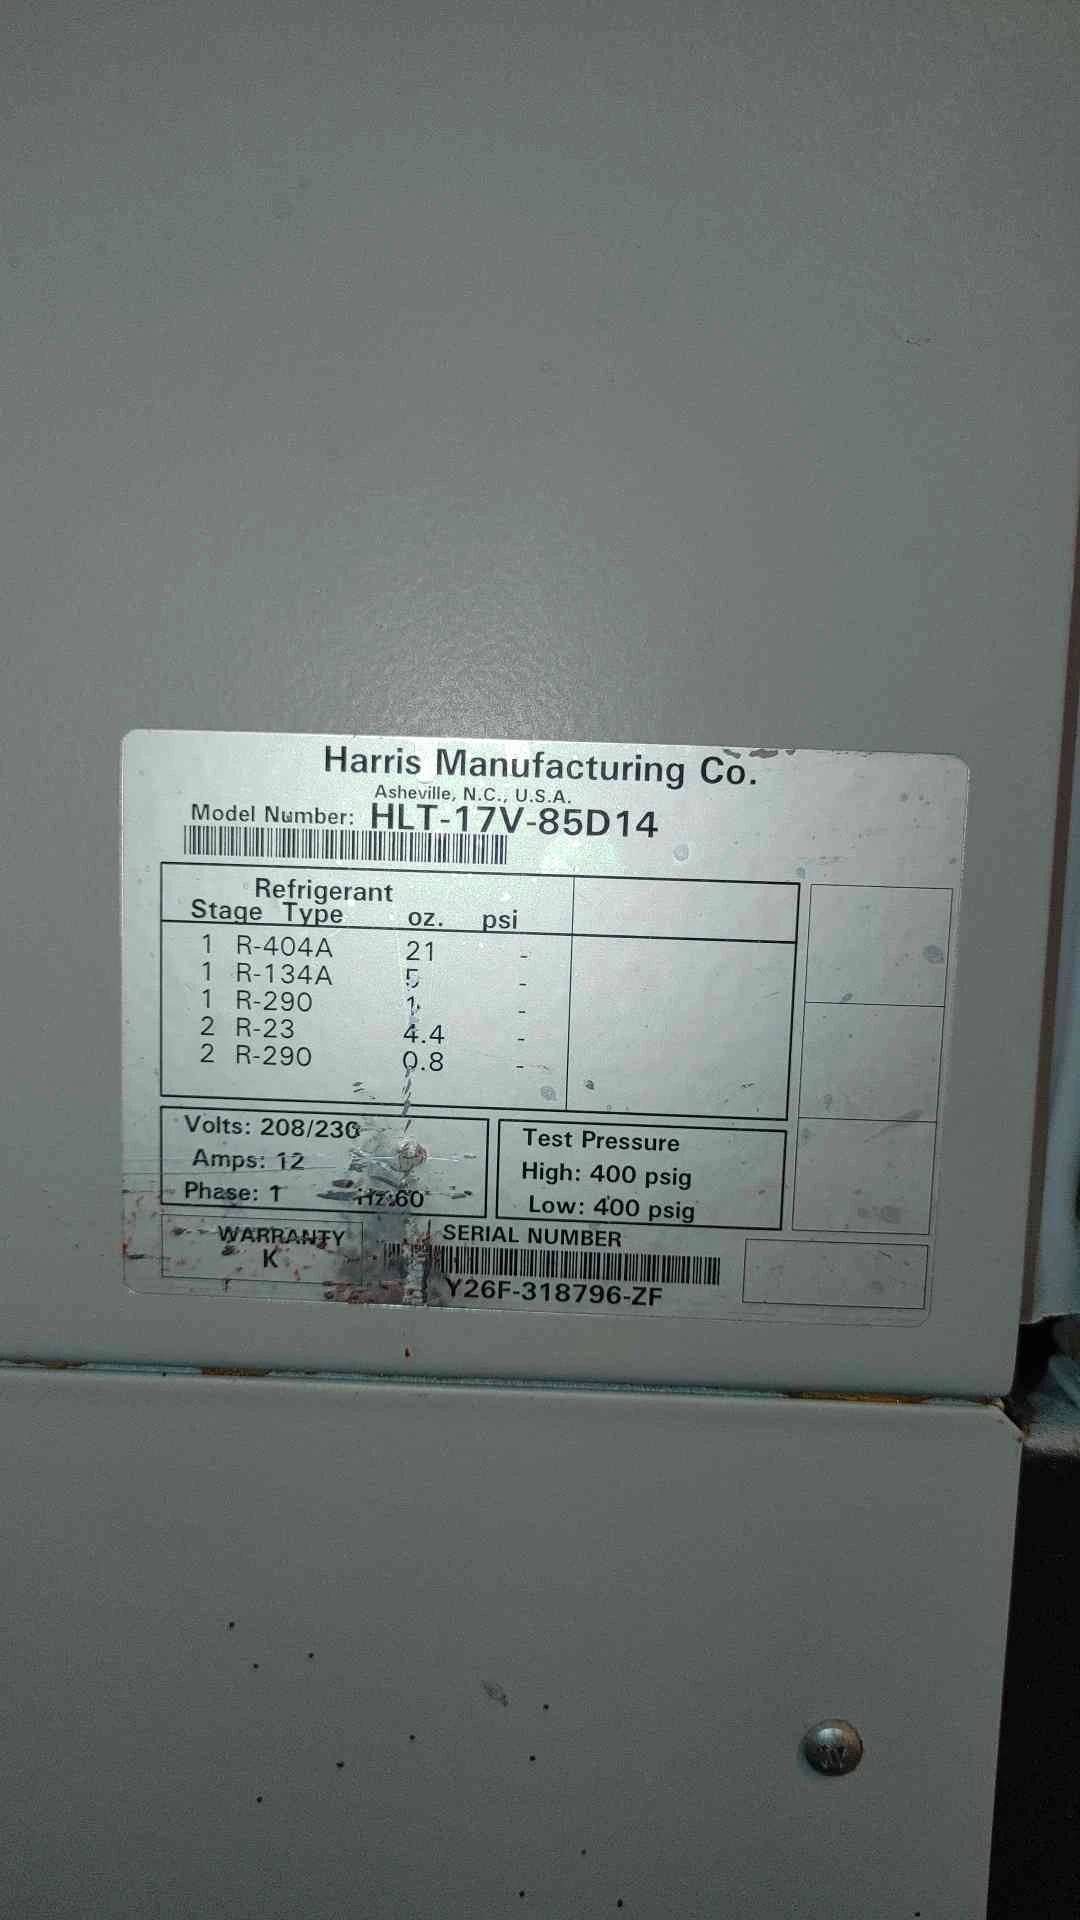 Harris Manufacturing Co.
Asheville, N.C., U.S.A.
Model Number: HLT-17V-85D14
Refrigerant
Stage Type oz. psi
1 R-404A 21 -
1 R-134A 5 -
1 R-290 1 -
2 R-23 4.4 -
2 R-290 0.8 -
Volts: 208/230
Amps: 12
Phase: 1 Hz:60
Test Pressure
High: 400 psig
Low: 400 psig
WARRANTY
K
SERIAL NUMBER
Y26F-318796-ZF